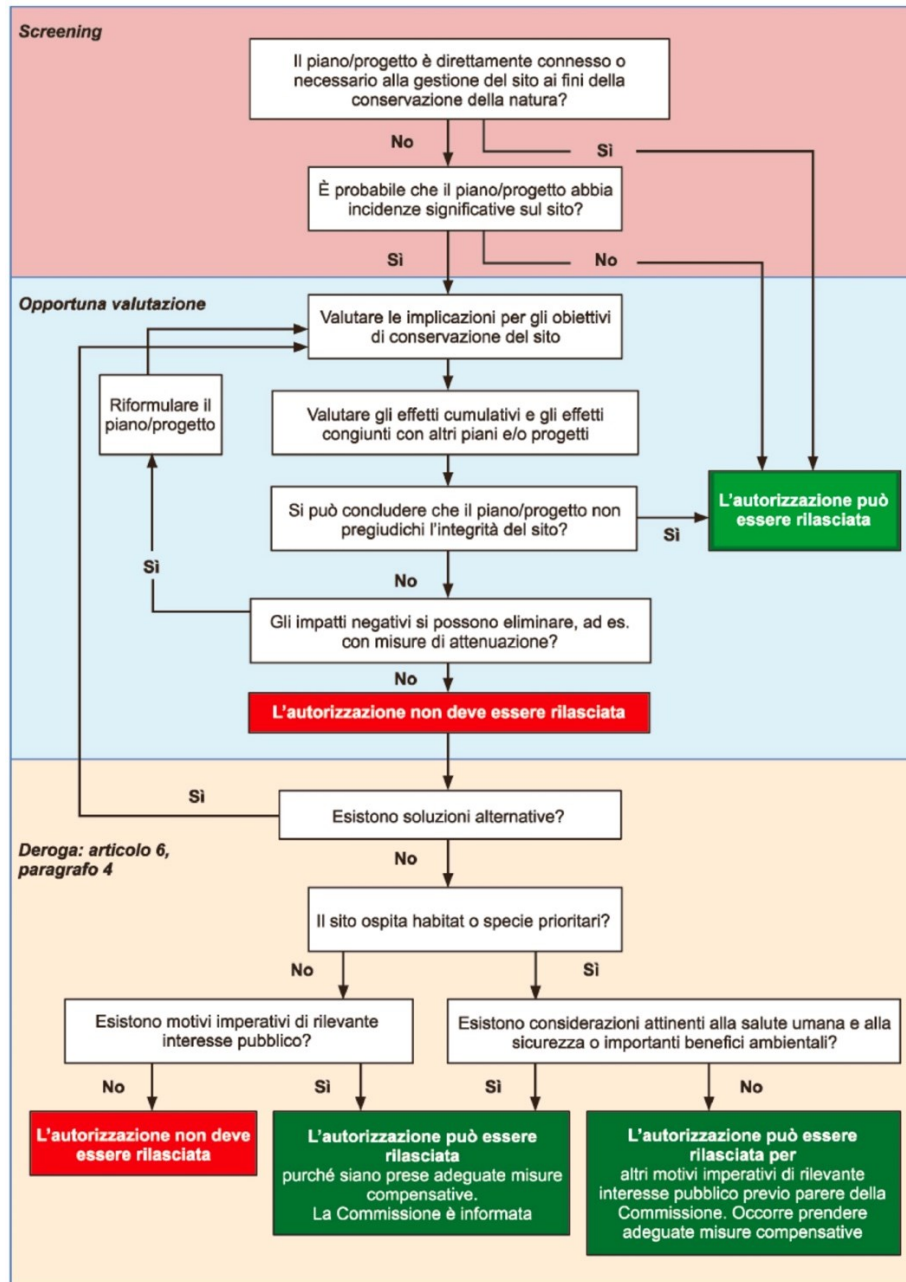 Screening
Il piano/progetto è direttamente connesso o
necessario alla gestione del sito ai fini della
conservazione della natura?
No
Sì
È probabile che il piano/progetto abbia
incidenze significative sul sito?
Sì
No
Opportuna valutazione
Valutare le implicazioni per gli obiettivi
di conservazione del sito
Riformulare il
piano/progetto
Valutare gli effetti cumulativi e gli effetti
congiunti con altri piani e/o progetti
Si può concludere che il piano/progetto non
pregiudichi l'integrità del sito?
Sì
L'autorizzazione può
essere rilasciata
No
Sì
Gli impatti negativi si possono eliminare, ad es.
con misure di attenuazione?
No
L'autorizzazione non deve essere rilasciata
Sì
Esistono soluzioni alternative?
Deroga: articolo 6,
paragrafo 4
No
Il sito ospita habitat o specie prioritari?
No
Sì
Esistono motivi imperativi di rilevante
interesse pubblico?
Esistono considerazioni attinenti alla salute umana e alla
sicurezza o importanti benefici ambientali?
No
Sì
Sì
No
L'autorizzazione non deve
essere rilasciata
L'autorizzazione può essere
rilasciata
purché siano prese adeguate misure
compensative.
La Commissione è informata
L'autorizzazione può essere
rilasciata per
altri motivi imperativi di rilevante
interesse pubblico previo parere della
Commissione. Occorre prendere
adeguate misure compensative